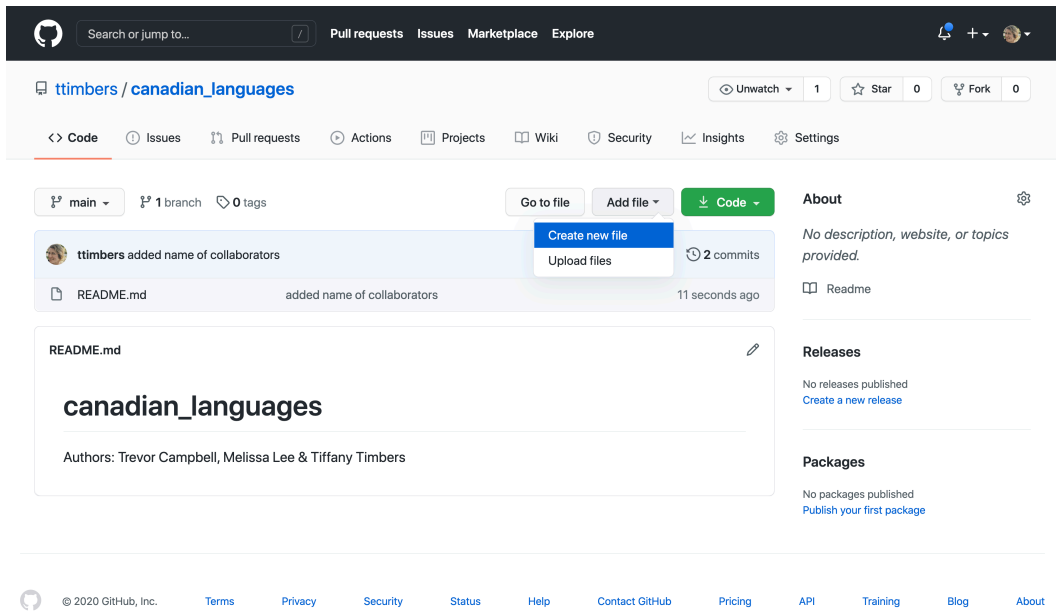 Search or jump to... /
Pull requests Issues Marketplace Explore
ttimbers / canadian_languages
Unwatch 1 Star 0 Fork 0
Code Issues Pull requests Actions Projects Wiki Security Insights Settings
main 1 branch 0 tags Go to file Add file Code
Create new file
Upload files
ttimbers added name of collaborators 2 commits
README.md added name of collaborators 11 seconds ago
README.md
canadian_languages
Authors: Trevor Campbell, Melissa Lee & Tiffany Timbers
About
No description, website, or topics
provided.
Readme
Releases
No releases published
Create a new release
Packages
No packages published
Publish your first package
© 2020 GitHub, Inc. Terms Privacy Security Status Help Contact GitHub Pricing API Training Blog About